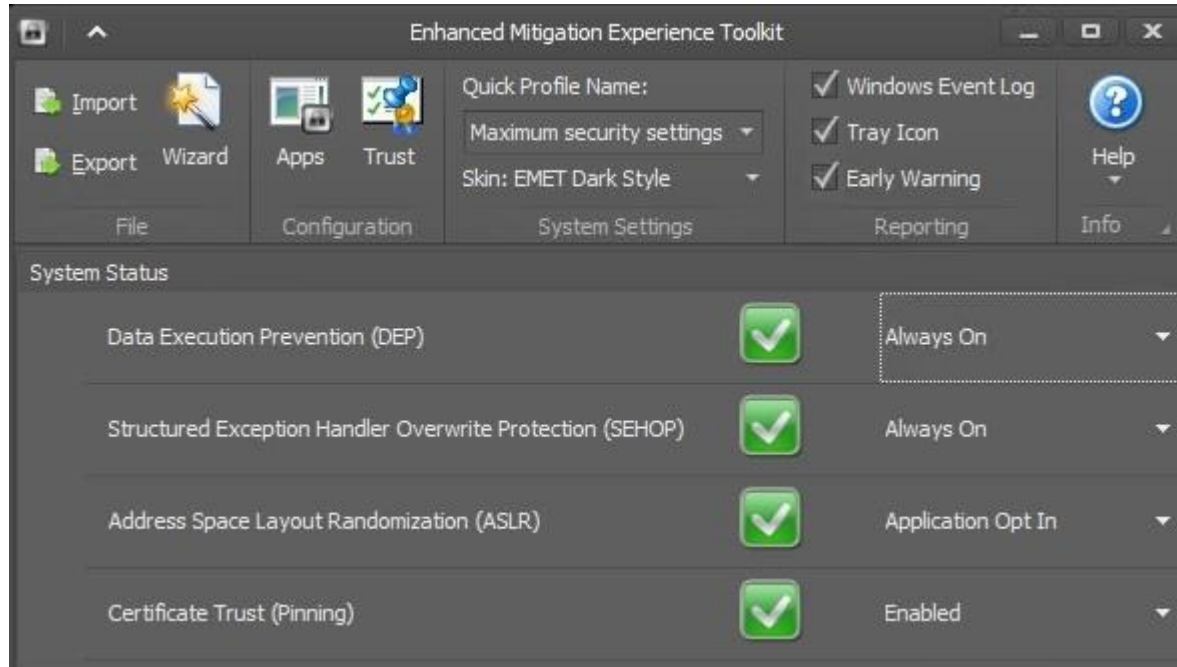 Enhanced Mitigation Experience Toolkit
Import
Export
Wizard
File
Apps
Trust
Configuration
Quick Profile Name:
Maximum security settings
Skin: EMET Dark Style
System Settings
Windows Event Log
Tray Icon
Early Warning
Reporting
Help
Info
System Status
Data Execution Prevention (DEP) Always On
Structured Exception Handler Overwrite Protection (SEHOP) Always On
Address Space Layout Randomization (ASLR) Application Opt In
Certificate Trust (Pinning) Enabled